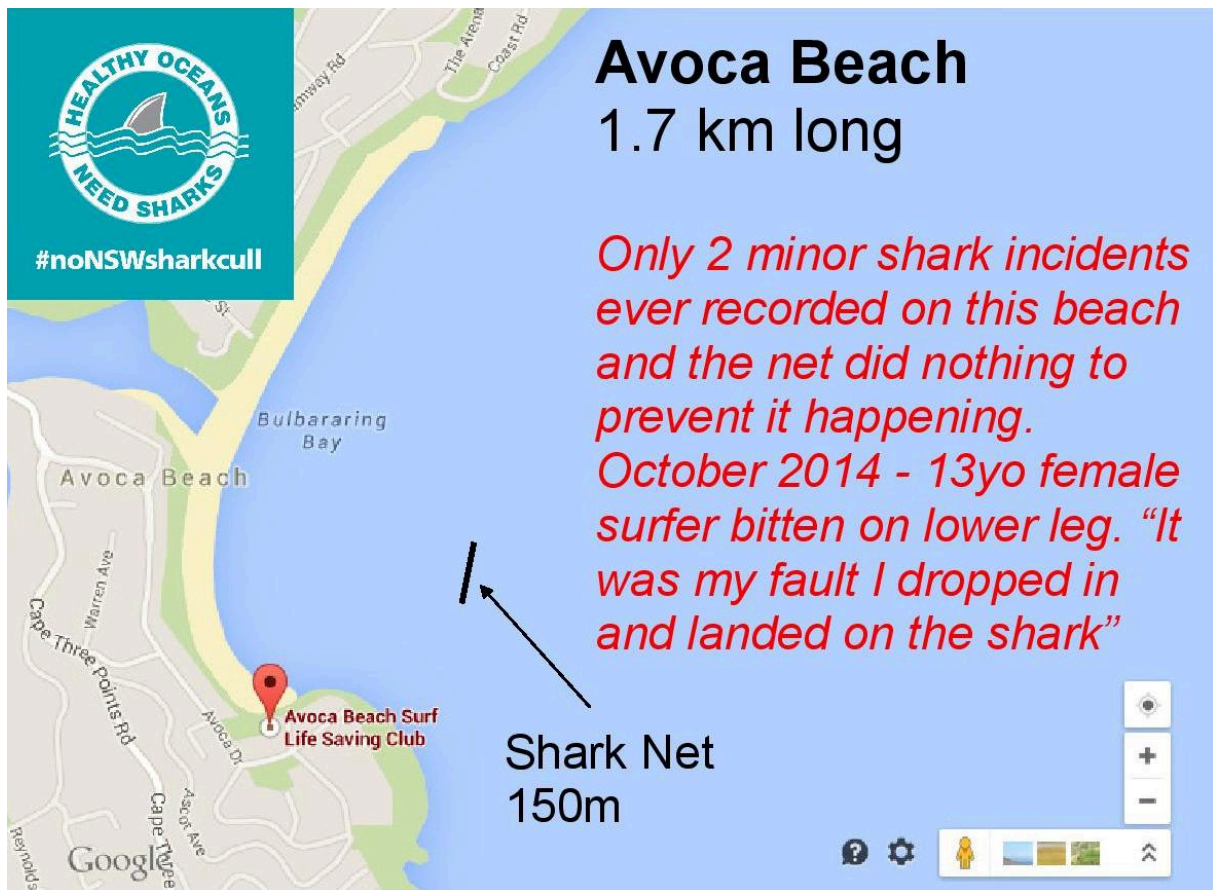 HEALTHY OCEANS
NEED SHARKS
#noNSWsharkcull
Avoca Beach
1.7 km long
Only 2 minor shark incidents
ever recorded on this beach
and the net did nothing to
prevent it happening.
October 2014 - 13yo female
surfer bitten on lower leg. “It
was my fault I dropped in
and landed on the shark”
The Arena
Coast Rd
Bulbararing
Bay
Avoca Beach
Warren Ave
Cape Three Points Rd
Avoca Dr
Avoca Beach Surf
Life Saving Club
Shark Net
150m
Ascot Ave
Cape Three
Reynolds
Google